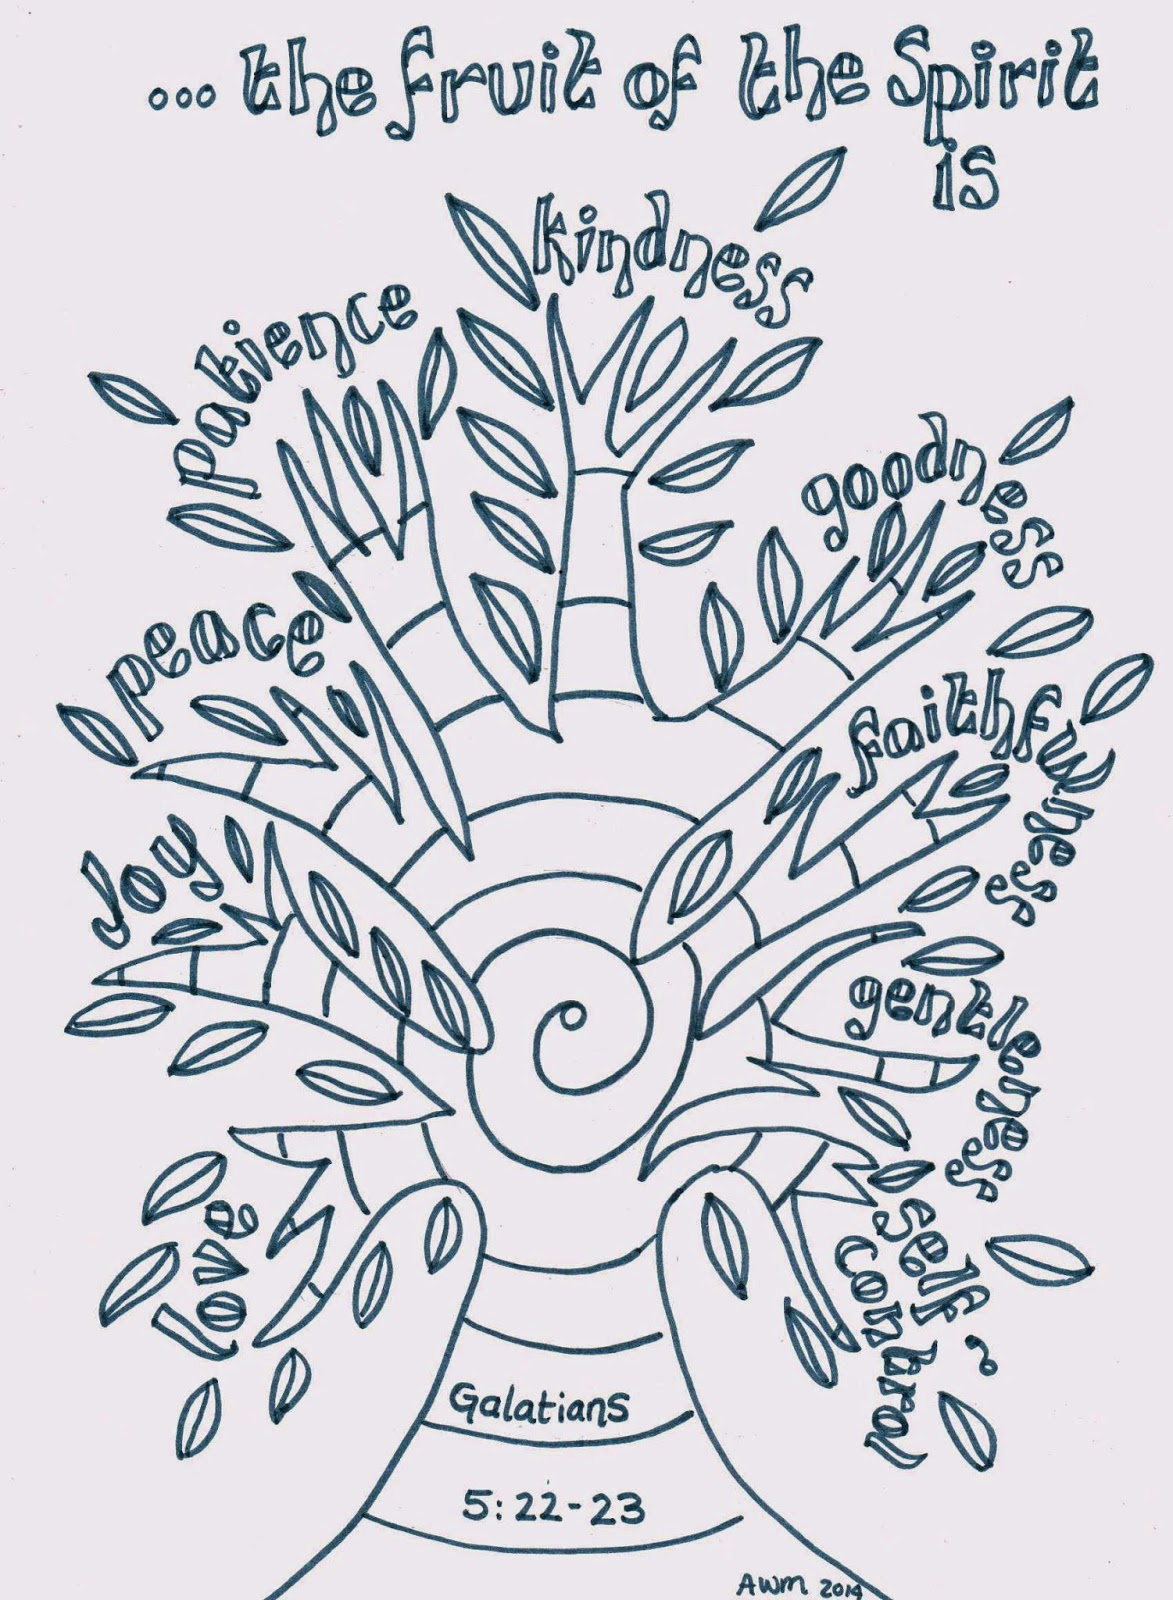 ... the fruit of the Spirit
is
love
Joy
peace
patience
kindness
goodness
faithfulness
gentleness
self-
control
Galatians
5:22-23
AWM 2014